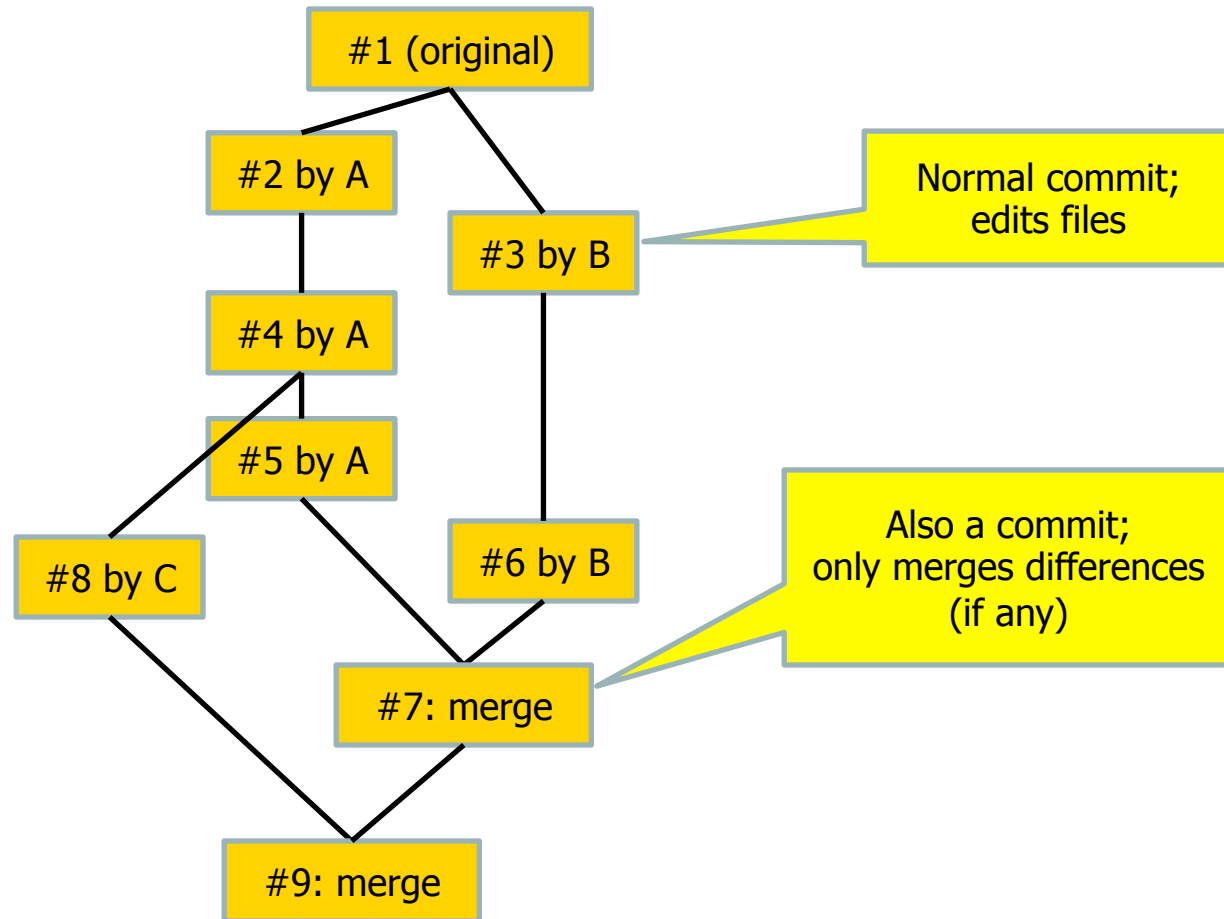 #1 (original)
#2 by A
Normal commit;
edits files
#3 by B
#4 by A
#5 by A
Also a commit;
only merges differences
(if any)
#6 by B
#8 by C
#7: merge
#9: merge